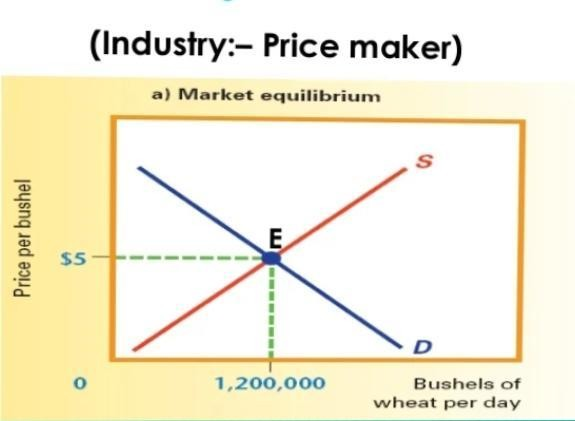 (Industry:– Price maker)
a) Market equilibrium
Price per bushel
S
E
$5
D
0
1,200,000
Bushels of
wheat per day